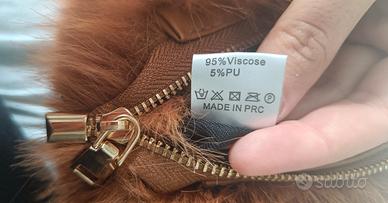 95%Viscose
5%PU
MADE IN PRC
subito